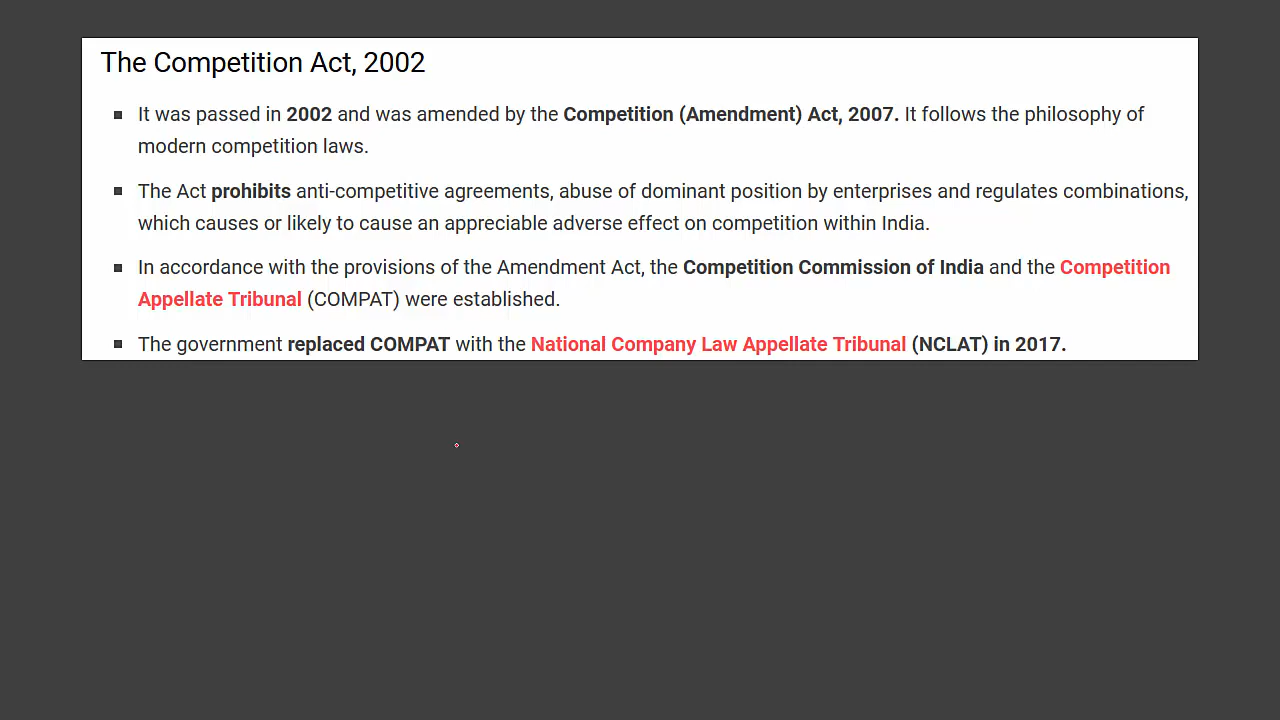 The Competition Act, 2002
It was passed in 2002 and was amended by the Competition (Amendment) Act, 2007. It follows the philosophy of
modern competition laws.
The Act prohibits anti-competitive agreements, abuse of dominant position by enterprises and regulates combinations,
which causes or likely to cause an appreciable adverse effect on competition within India.
In accordance with the provisions of the Amendment Act, the Competition Commission of India and the Competition
Appellate Tribunal (COMPAT) were established.
The government replaced COMPAT with the National Company Law Appellate Tribunal (NCLAT) in 2017.